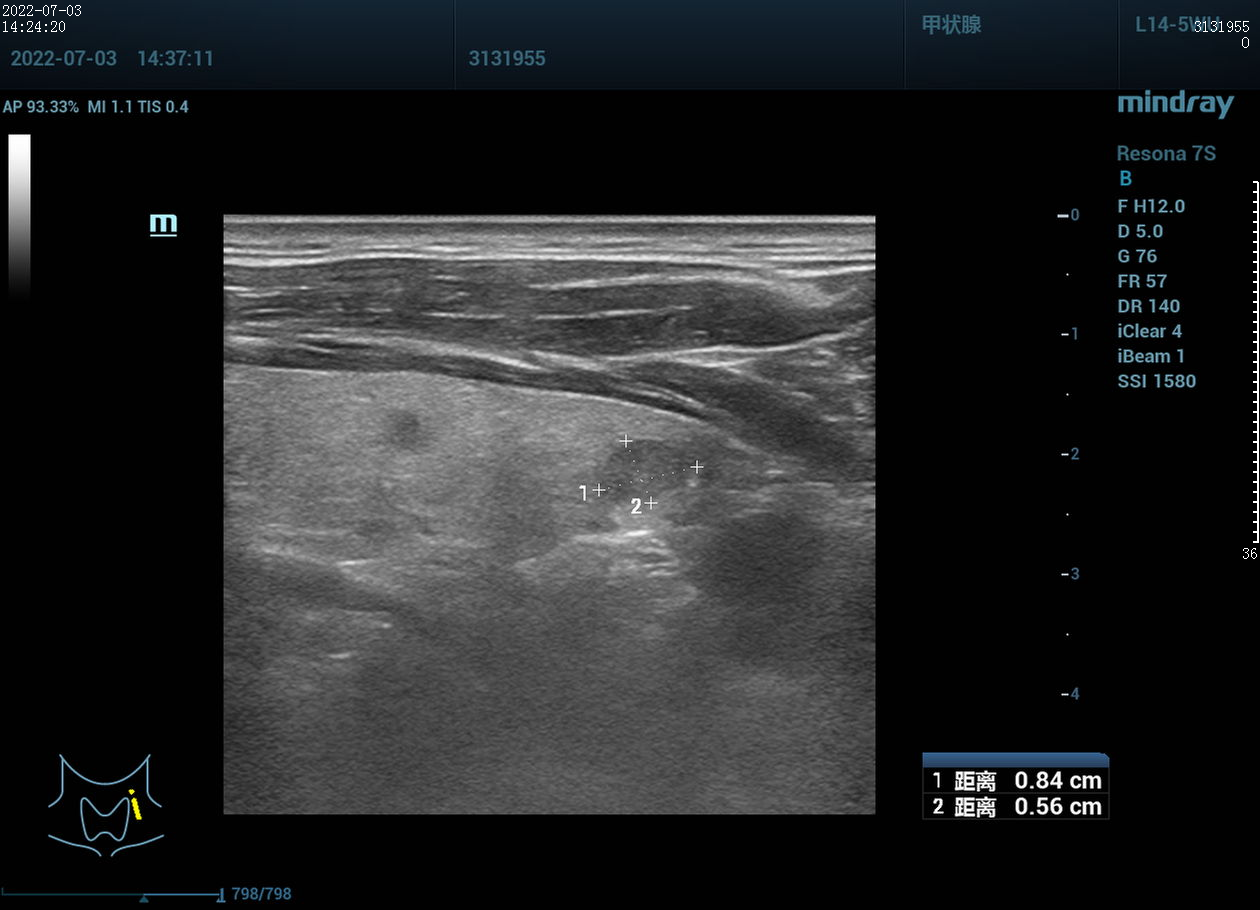 2022-07-03
14:24:20
2022-07-03 14:37:11
3131955
甲状腺
L14-5WU
3131955
0
AP 93.33% MI 1.1 TIS 0.4
mindray
Resona 7S
B
F H12.0
D 5.0
G 76
FR 57
DR 140
iClear 4
iBeam 1
SSI 1580
m
0
1
2
3
4
36
1
2
1 距离 0.84 cm
2 距离 0.56 cm
798/798